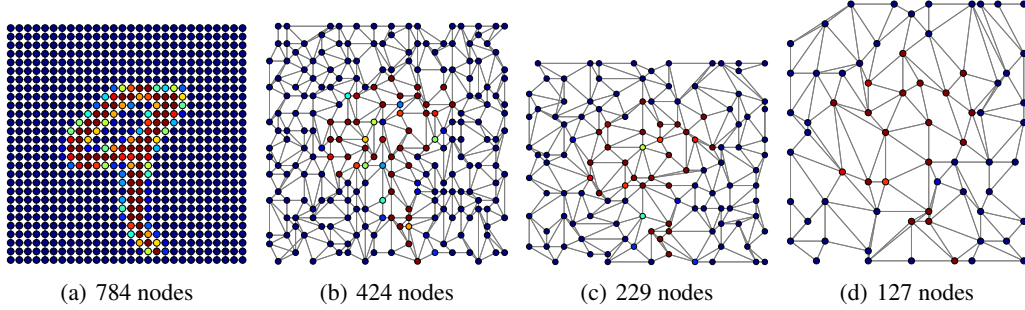 (a) 784 nodes
(b) 424 nodes
(c) 229 nodes
(d) 127 nodes